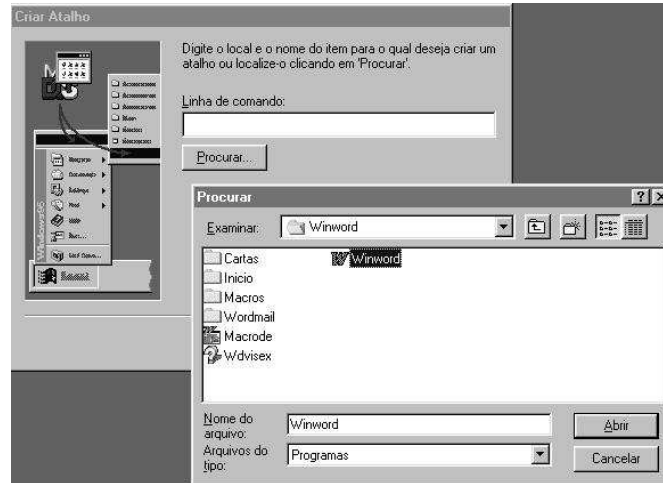 Criar Atalho
Digite o local e o nome do item para o qual deseja criar um
atalho ou localize-o clicando em 'Procurar'.
Linha de comando:
Procurar...
Windows95
Procurar
Examinar:
Winword
Cartas
Winword
Inicio
Macros
Wordmail
Macrode
Wdvisex
Nome do
arquivo:
Winword
Abrir
Arquivos do
tipo:
Programas
Cancelar